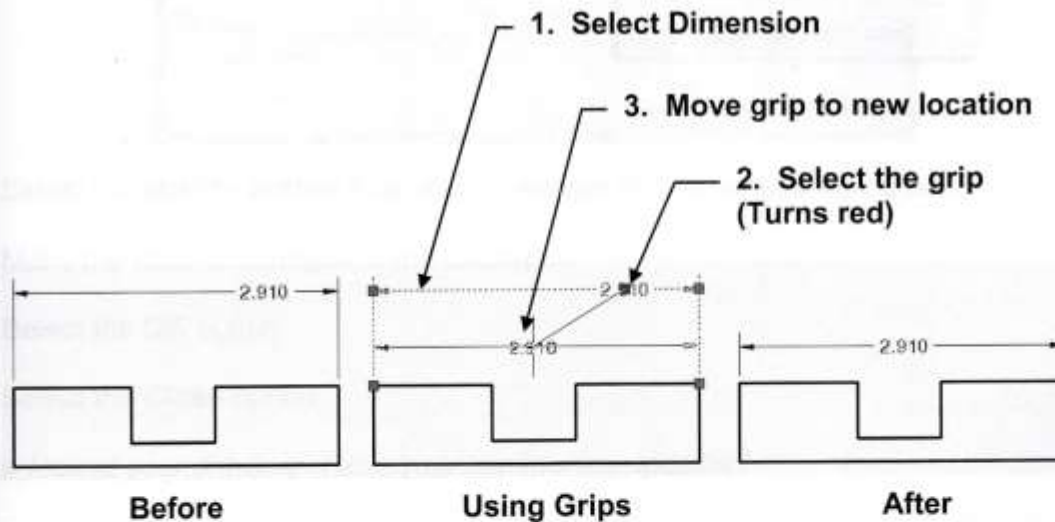 1. Select Dimension
3. Move grip to new location
2. Select the grip
(Turns red)
2.910
2.910
2.910
2.910
Before
Using Grips
After